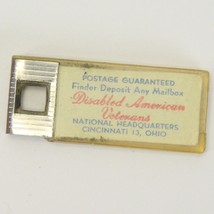 POSTAGE GUARANTEED
Finder Deposit Any Mailbox
Disabled American
Veterans
NATIONAL HEADQUARTERS
CINCINNATI 13, OHIO